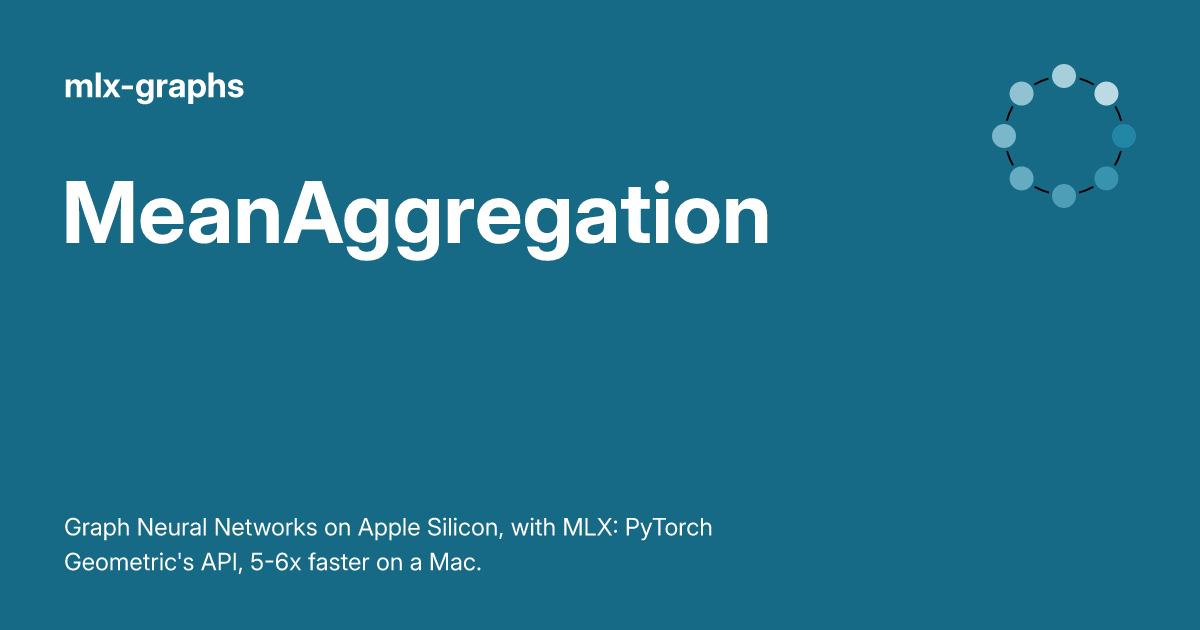 mlx-graphs
MeanAggregation
Graph Neural Networks on Apple Silicon, with MLX: PyTorch
Geometric's API, 5-6x faster on a Mac.